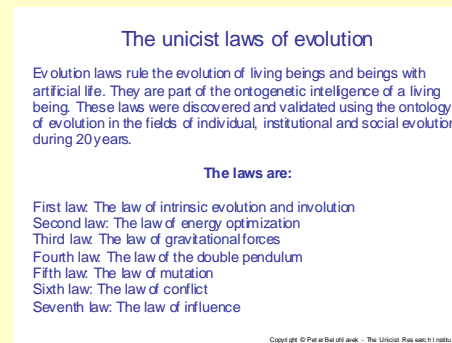 The unicist laws of evolution
Evolution laws rule the evolution of living beings and beings with
artificial life. They are part of the ontogenetic intelligence of a living
being. These laws were discovered and validated using the ontology
of evolution in the fields of individual, institutional and social evolution
during 20 years.
The laws are:
First law: The law of intrinsic evolution and involution
Second law: The law of energy optimization
Third law: The law of gravitational forces
Fourth law: The law of the double pendulum
Fifth law: The law of mutation
Sixth law: The law of conflict
Seventh law: The law of influence
Copyright © Peter Belohlavek - The Unicist Research Institu